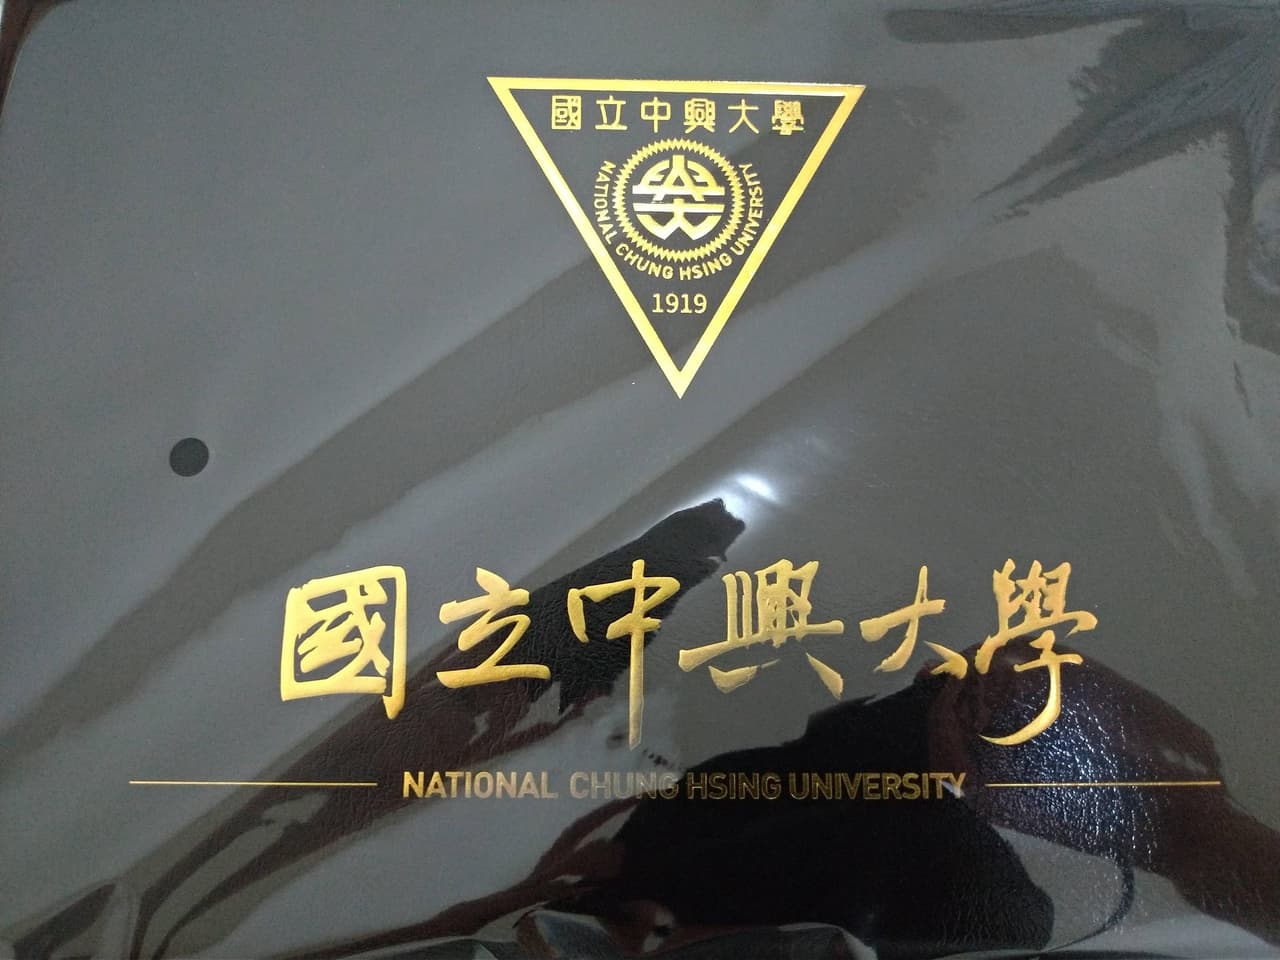 國立中興大學
NATIONAL CHUNG HSING UNIVERSITY
1919
國立中興大學
NATIONAL CHUNG HSING UNIVERSITY